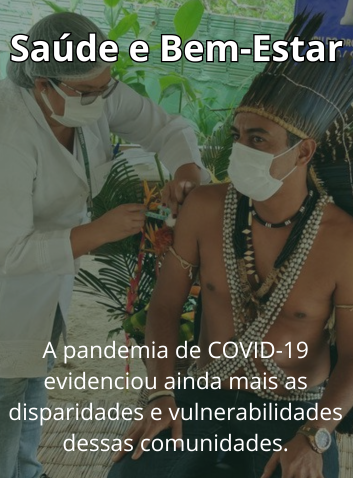 Saúde e Bem-Estar
A pandemia de COVID-19
evidenciou ainda mais as
disparidades e vulnerabilidades
dessas comunidades.